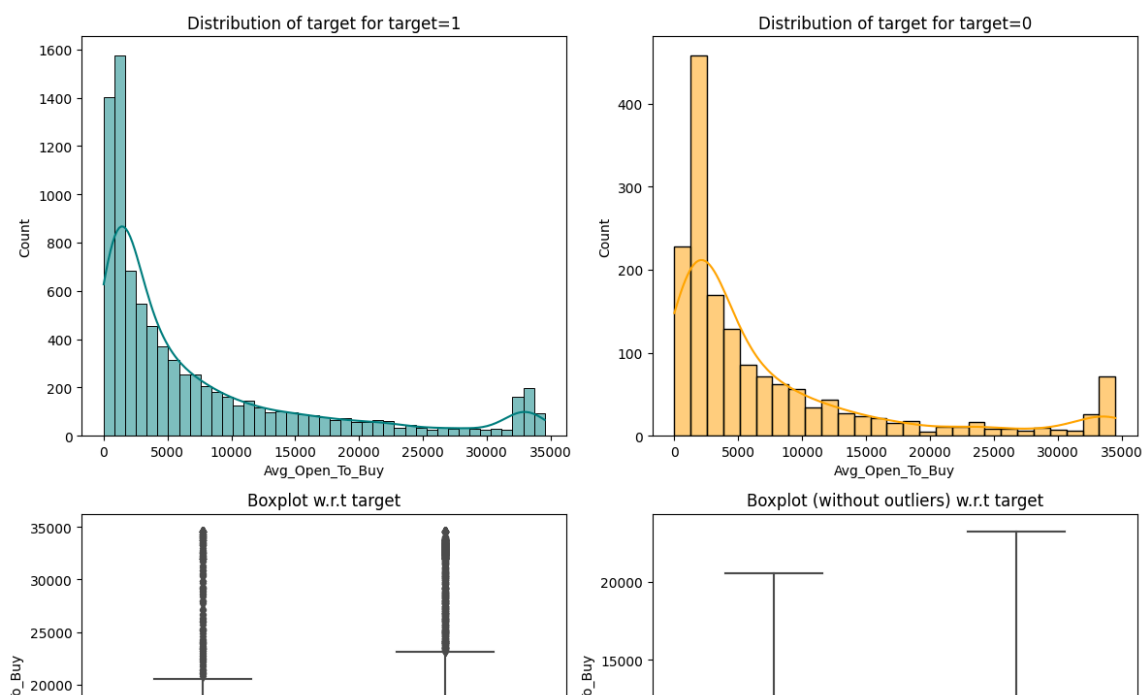 Distribution of target for target=1
1600
1400
1200
1000
800
600
400
200
0
Count
0 5000 10000 15000 20000 25000 30000 35000
Avg_Open_To_Buy
Distribution of target for target=0
400
300
200
100
0
Count
0 5000 10000 15000 20000 25000 30000 35000
Avg_Open_To_Buy
Boxplot w.r.t target
35000
30000
25000
20000
o_Buy
Boxplot (without outliers) w.r.t target
20000
15000
o_Buy